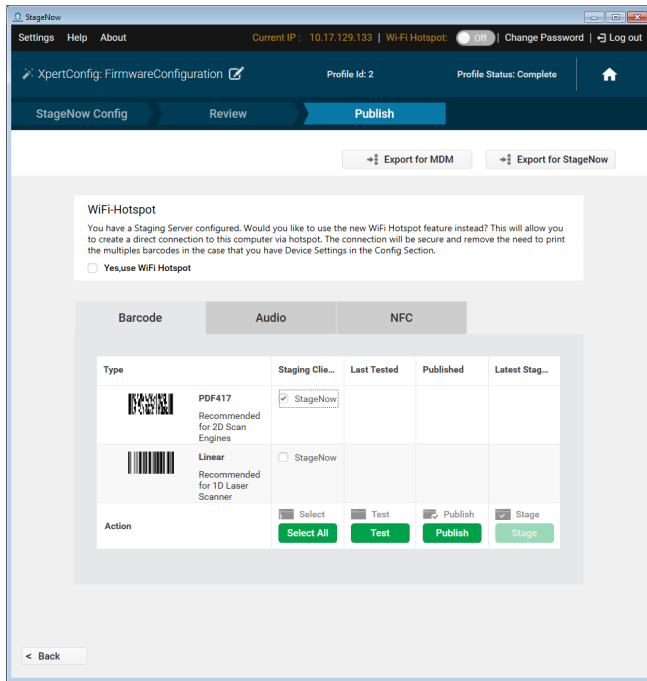 StageNow
Settings Help About Current IP : 10.17.129.133 | Wi-Fi Hotspot: Off | Change Password | Log out
XpertConfig: FirmwareConfiguration Profile Id: 2 Profile Status: Complete
StageNow Config Review Publish
Export for MDM Export for StageNow
WiFi-Hotspot
You have a Staging Server configured. Would you like to use the new WiFi Hotspot feature instead? This will allow you
to create a direct connection to this computer via hotspot. The connection will be secure and remove the need to print
the multiples barcodes in the case that you have Device Settings in the Config Section.
Yes,use WiFi Hotspot
Barcode Audio NFC
Type Staging Clie... Last Tested Published Latest Stag...
PDF417 StageNow
Recommended
for 2D Scan
Engines
Linear StageNow
Recommended
for 1D Laser
Scanner
Select Test Publish Stage
Action Select All Test Publish Stage
< Back